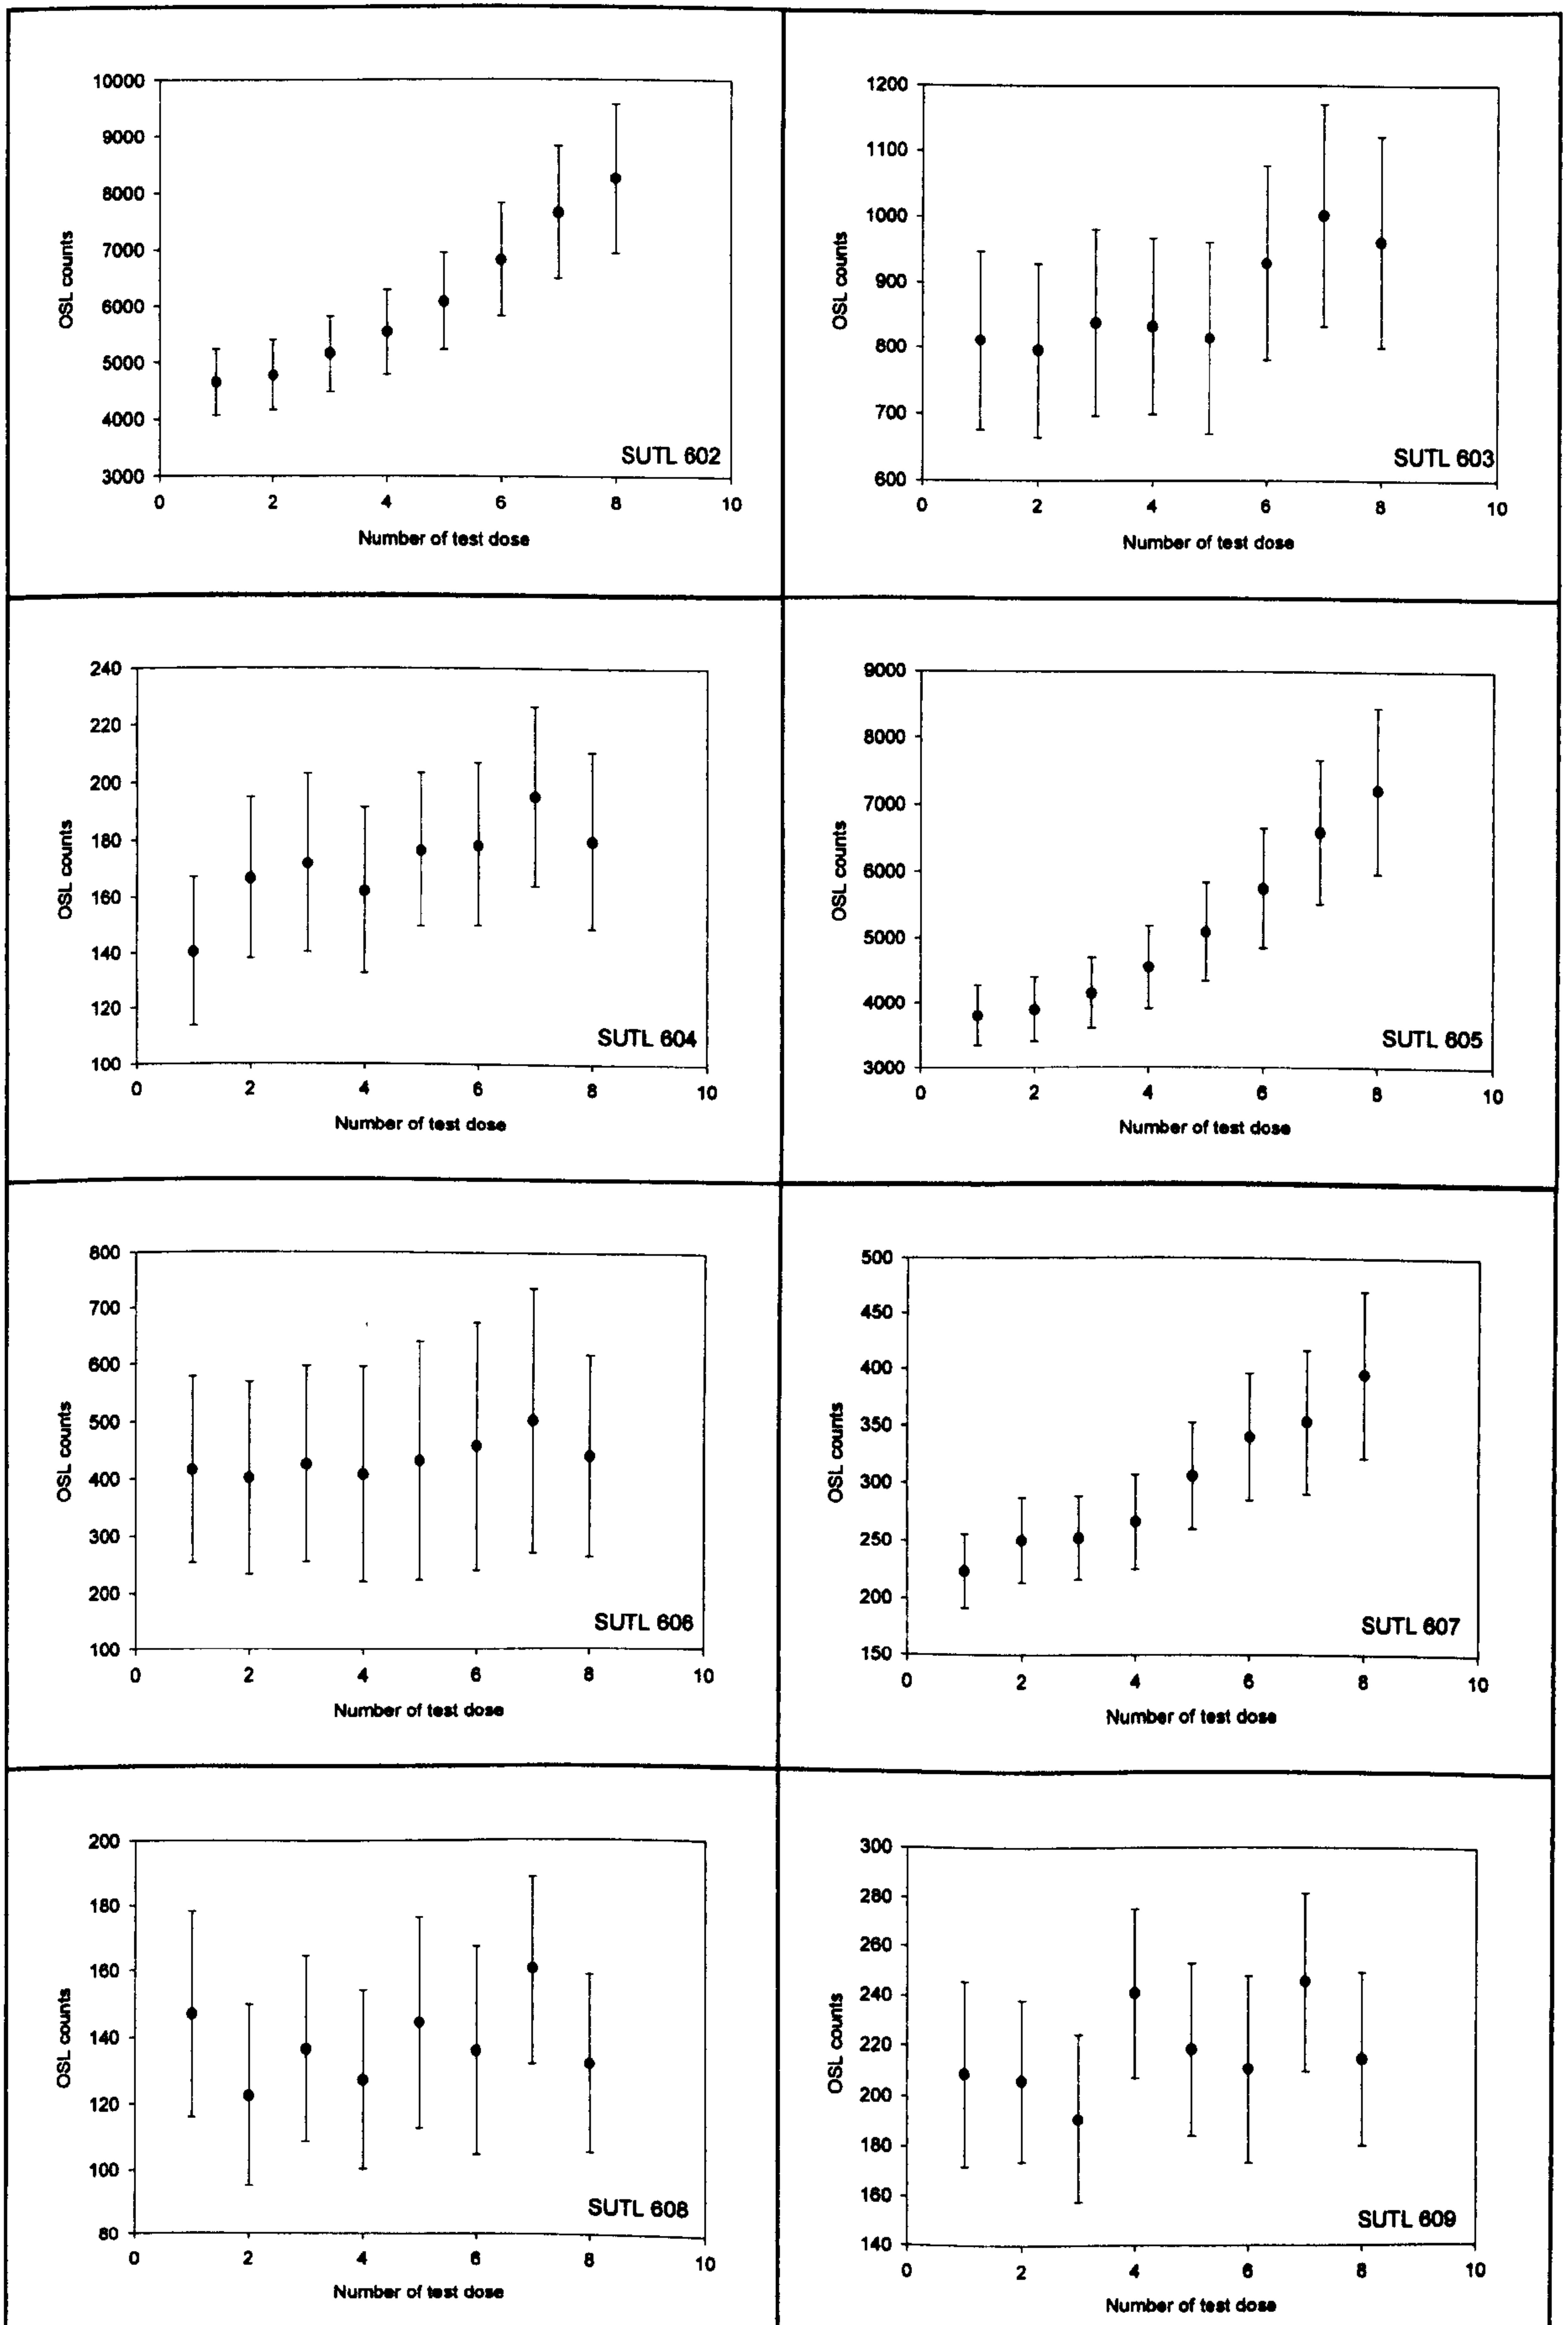 10000
9000
8000
7000
6000
5000
4000
3000
OSL counts
0 2 4 6 8 10
Number of test dose
SUTL 602
1200
1100
1000
900
800
700
600
OSL counts
0 2 4 6 8 10
Number of test dose
SUTL 603
240
220
200
180
160
140
120
100
OSL counts
0 2 4 6 8 10
Number of test dose
SUTL 604
9000
8000
7000
6000
5000
4000
3000
OSL counts
0 2 4 6 8 10
Number of test dose
SUTL 605
800
700
600
500
400
300
200
100
OSL counts
0 2 4 6 8 10
Number of test dose
SUTL 606
500
450
400
350
300
250
200
150
OSL counts
0 2 4 6 8 10
Number of test dose
SUTL 607
200
180
160
140
120
100
80
OSL counts
0 2 4 6 8 10
Number of test dose
SUTL 608
300
280
260
240
220
200
180
160
140
OSL counts
0 2 4 6 8 10
Number of test dose
SUTL 609